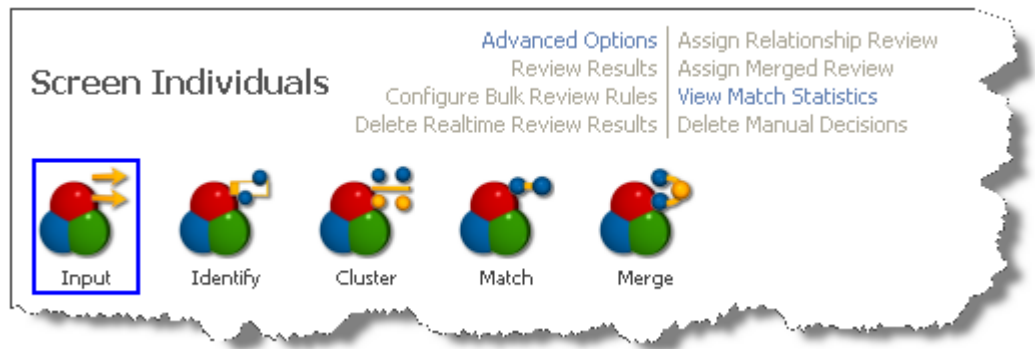 Screen Individuals
Advanced Options
Review Results
Configure Bulk Review Rules
Delete Realtime Review Results
Assign Relationship Review
Assign Merged Review
View Match Statistics
Delete Manual Decisions
Input
Identify
Cluster
Match
Merge